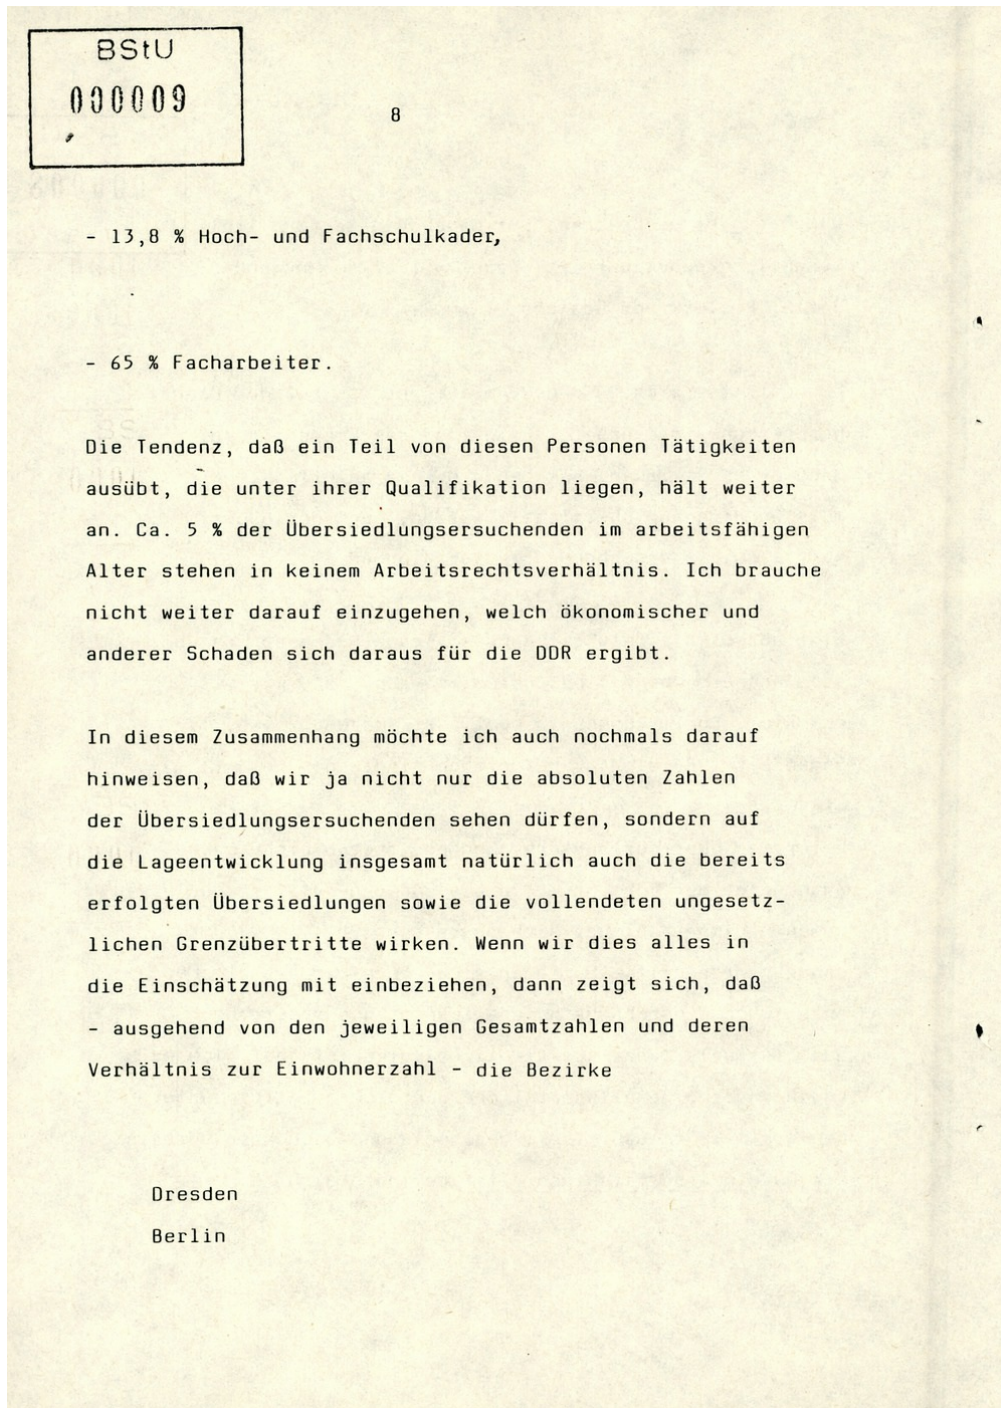 BStU
000009
8
- 13,8 % Hoch- und Fachschulkader,
- 65 % Facharbeiter.
Die Tendenz, daß ein Teil von diesen Personen Tätigkeiten
ausübt, die unter ihrer Qualifikation liegen, hält weiter
an. Ca. 5 % der Übersiedlungsersuchenden im arbeitsfähigen
Alter stehen in keinem Arbeitsrechtsverhältnis. Ich brauche
nicht weiter darauf einzugehen, welch ökonomischer und
anderer Schaden sich daraus für die DDR ergibt.
In diesem Zusammenhang möchte ich auch nochmals darauf
hinweisen, daß wir ja nicht nur die absoluten Zahlen
der Übersiedlungsersuchenden sehen dürfen, sondern auf
die Lageentwicklung insgesamt natürlich auch die bereits
erfolgten Übersiedlungen sowie die vollendeten ungesetz-
lichen Grenzübertritte wirken. Wenn wir dies alles in
die Einschätzung mit einbeziehen, dann zeigt sich, daß
- ausgehend von den jeweiligen Gesamtzahlen und deren
Verhältnis zur Einwohnerzahl - die Bezirke
Dresden
Berlin